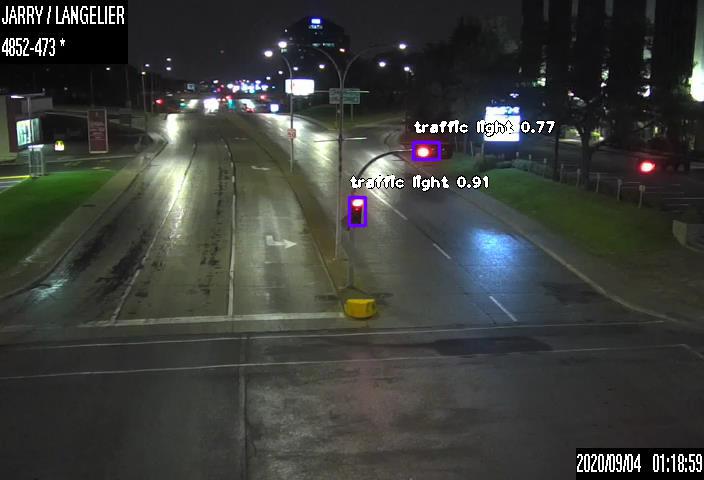 JARRY / LANGELIER
4852-473 *
traffic light 0.77
traffic light 0.91
2020/09/04 01:18:59